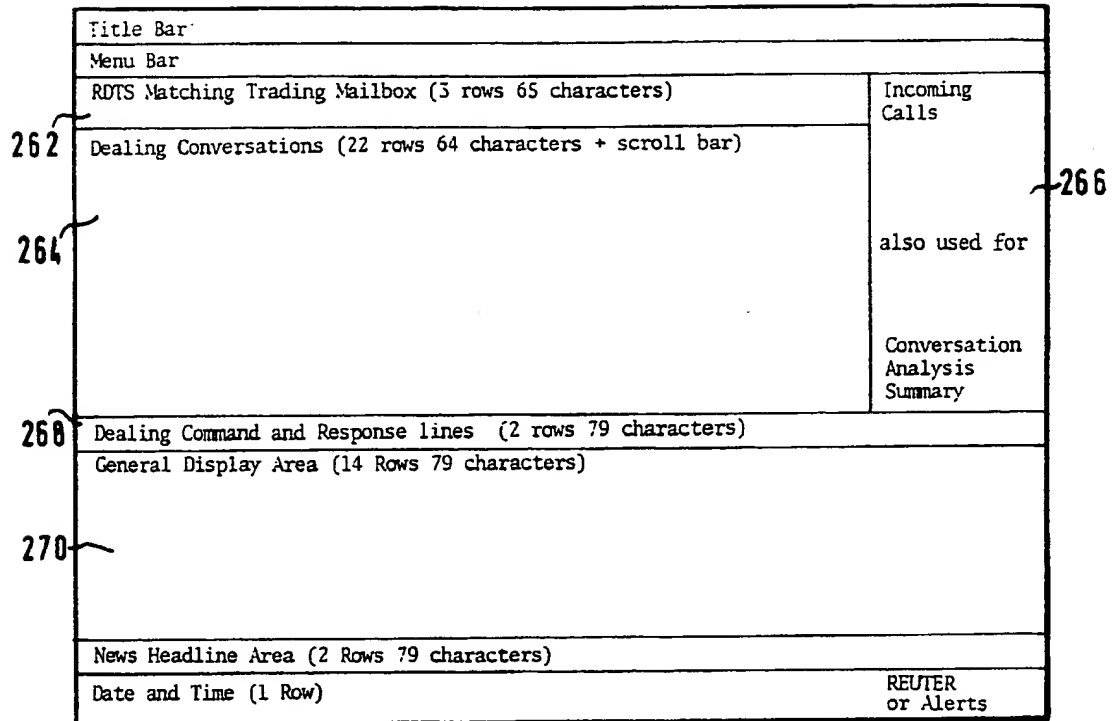 Title Bar
Menu Bar
RDTS Matching Trading Mailbox (3 rows 65 characters)
Incoming
Calls
262
Dealing Conversations (22 rows 64 characters + scroll bar)
266
264
also used for
Conversation
Analysis
Summary
268
Dealing Command and Response lines (2 rows 79 characters)
General Display Area (14 Rows 79 characters)
270
News Headline Area (2 Rows 79 characters)
Date and Time (1 Row)
REUTER
or Alerts